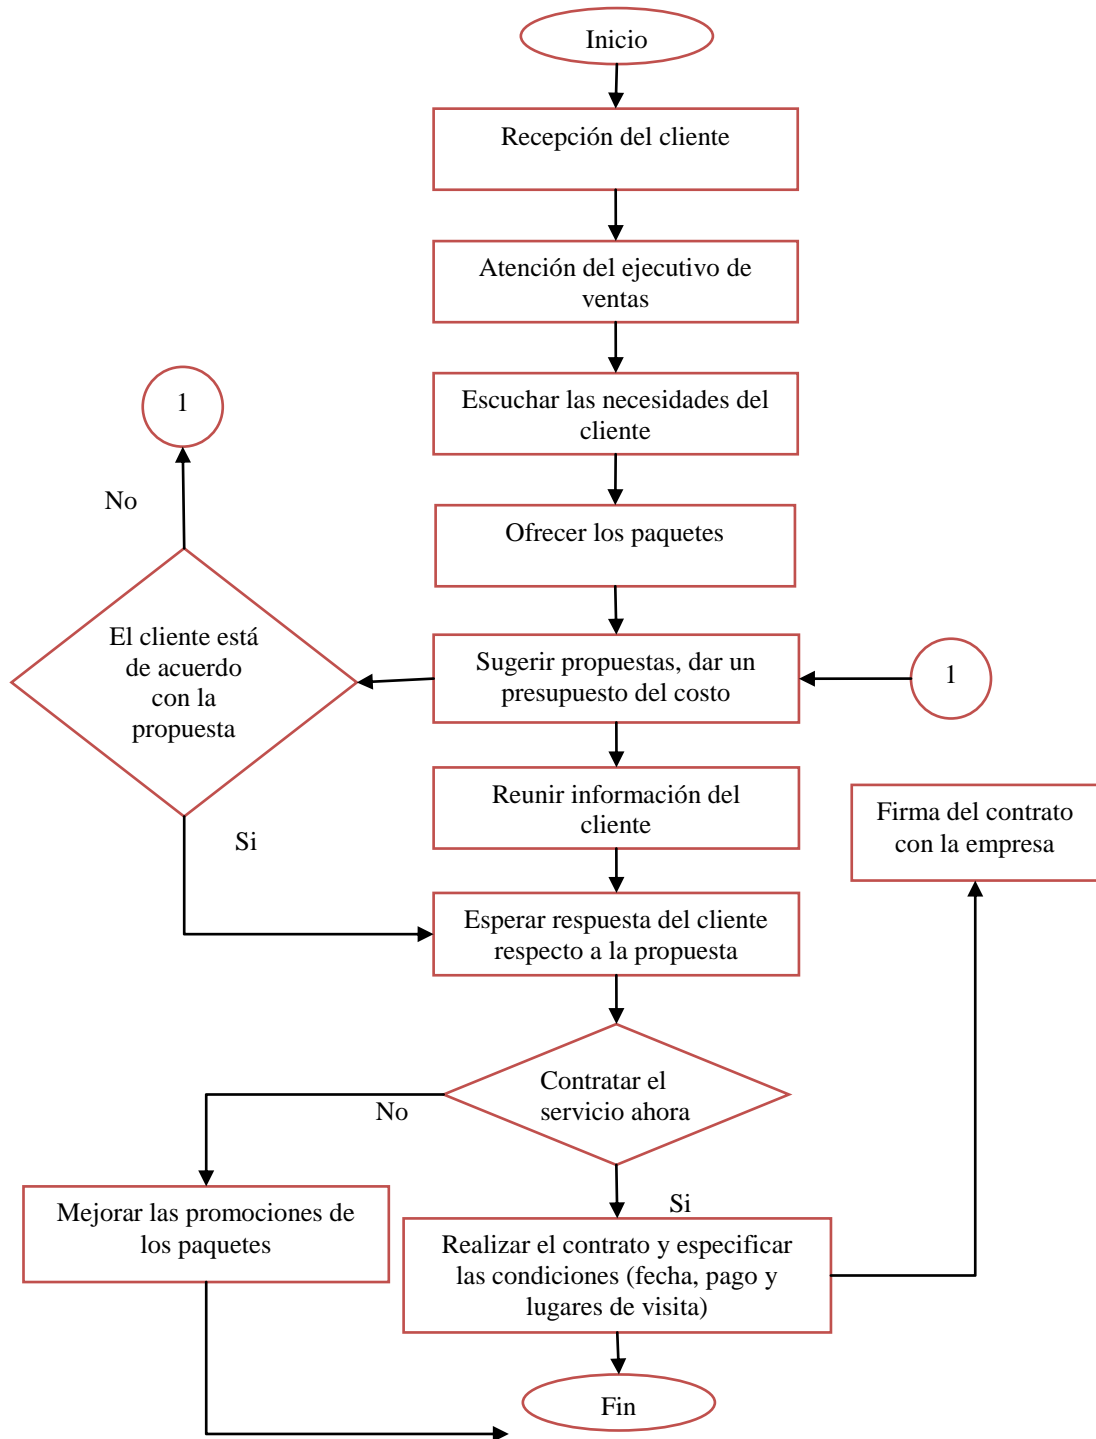 Inicio
Recepción del cliente
Atención del ejecutivo de
ventas
Escuchar las necesidades del
cliente
1
No
Ofrecer los paquetes
El cliente está
de acuerdo
con la
propuesta
Sugerir propuestas, dar un
presupuesto del costo
1
Reunir información del
cliente
Firma del contrato
con la empresa
Si
Esperar respuesta del cliente
respecto a la propuesta
Contratar el
servicio ahora
No
Si
Mejorar las promociones de
los paquetes
Realizar el contrato y especificar
las condiciones (fecha, pago y
lugares de visita)
Fin